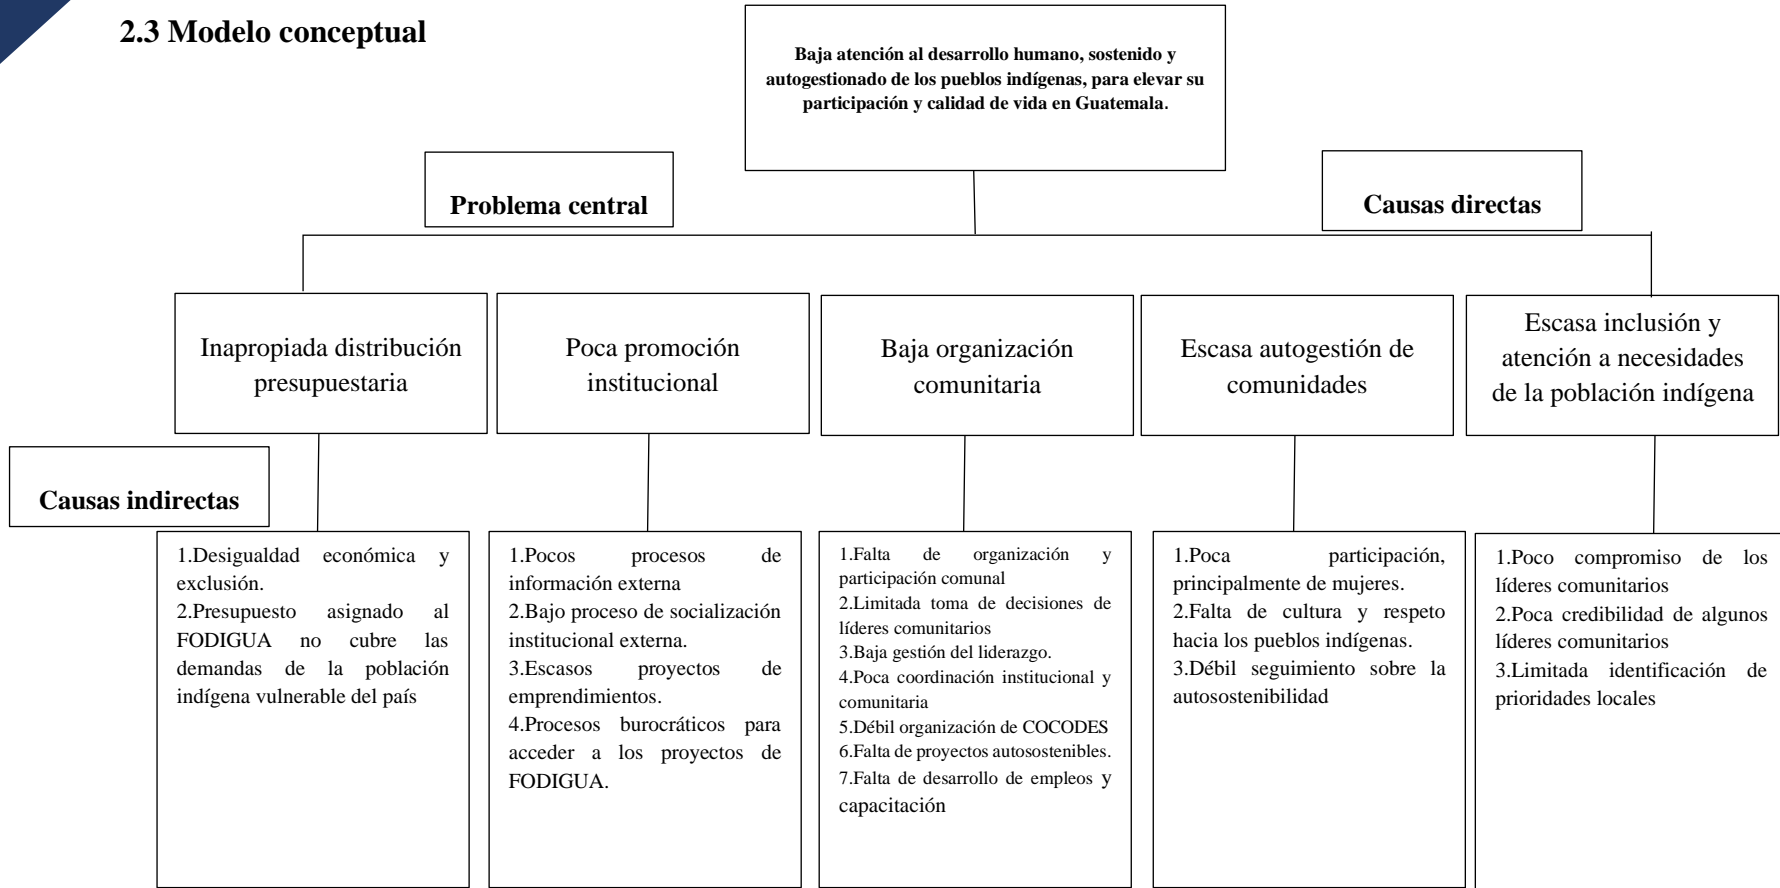 2.3 Modelo conceptual
Baja atención al desarrollo humano, sostenido y
autogestionado de los pueblos indígenas, para elevar su
participación y calidad de vida en Guatemala.
Problema central
Causas directas
Inapropiada distribución
presupuestaria
Poca promoción
institucional
Baja organización
comunitaria
Escasa autogestión de
comunidades
Escasa inclusión y
atención a necesidades
de la población indígena
Causas indirectas
1.Desigualdad económica y
exclusión.
2.Presupuesto asignado al
FODIGUA no cubre las
demandas de la población
indígena vulnerable del país
1.Pocos procesos de
información externa
2.Bajo proceso de socialización
institucional externa.
3.Escasos proyectos de
emprendimientos.
4.Procesos burocráticos para
acceder a los proyectos de
FODIGUA.
1.Falta de organización y
participación comunal
2.Limitada toma de decisiones de
líderes comunitarios
3.Baja gestión del liderazgo.
4.Poca coordinación institucional y
comunitaria
5.Débil organización de COCODES
6.Falta de proyectos autosostenibles.
7.Falta de desarrollo de empleos y
capacitación
1.Poca participación,
principalmente de mujeres.
2.Falta de cultura y respeto
hacia los pueblos indígenas.
3.Débil seguimiento sobre la
autosostenibilidad
1.Poco compromiso de los
líderes comunitarios
2.Poca credibilidad de algunos
líderes comunitarios
3.Limitada identificación de
prioridades locales